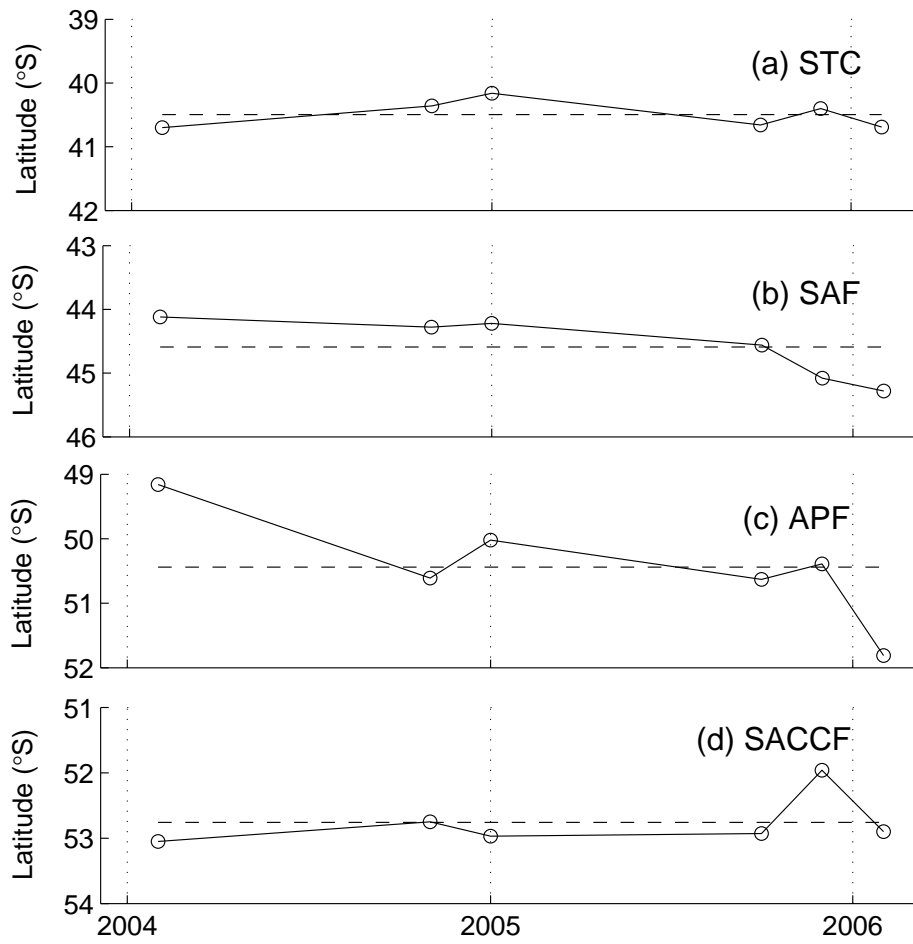 39
40
41
42
Latitude (°S)
(a) STC
43
44
45
46
Latitude (°S)
(b) SAF
49
50
51
52
Latitude (°S)
(c) APF
51
52
53
54
Latitude (°S)
(d) SACCF
2004 2005 2006